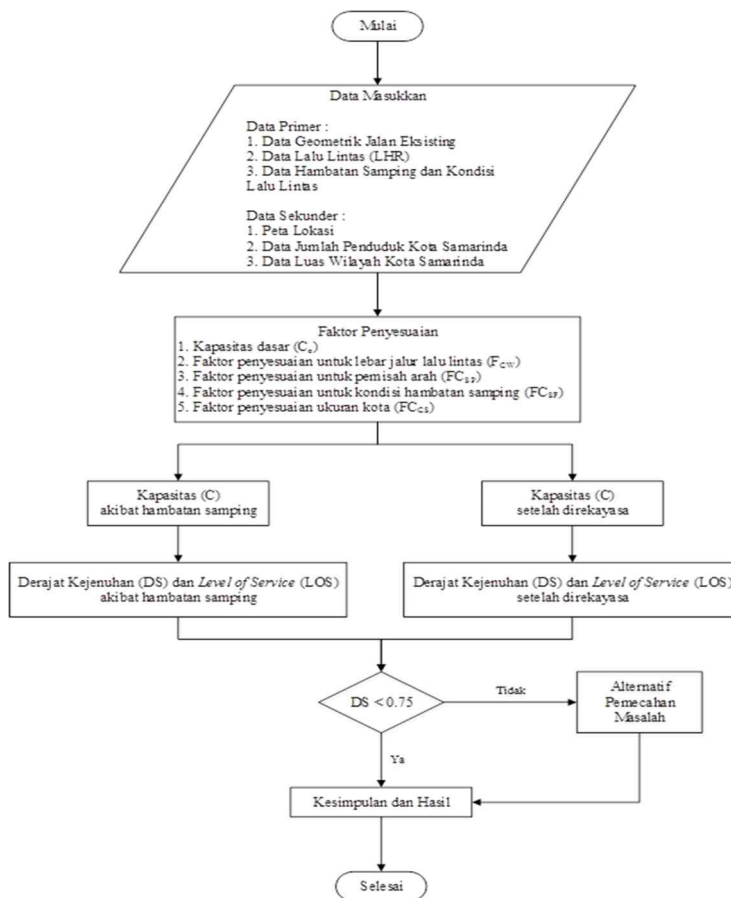 Mulai
Data Masukkan
Data Primer :
1. Data Geometrik Jalan Eksisting
2. Data Lalu Lintas (LHR)
3. Data Hambatan Samping dan Kondisi
Lalu Lintas
Data Sekunder :
1. Peta Lokasi
2. Data Jumlah Penduduk Kota Samarinda
3. Data Luas Wilayah Kota Samarinda
Faktor Penyesuaian
1. Kapasitas dasar (Co)
2. Faktor penyesuaian untuk lebar jalur lalu lintas (FCW)
3. Faktor penyesuaian untuk pemisah arah (FCSP)
4. Faktor penyesuaian untuk kondisi hambatan samping (FCSF)
5. Faktor penyesuaian ukuran kota (FCCS)
Kapasitas (C)
akibat hambatan samping
Kapasitas (C)
setelah direkayasa
Derajat Kejenuhan (DS) dan Level of Service (LOS)
akibat hambatan samping
Derajat Kejenuhan (DS) dan Level of Service (LOS)
setelah direkayasa
DS < 0.75
Tidak
Alternatif
Pemecahan
Masalah
Ya
Kesimpulan dan Hasil
Selesai